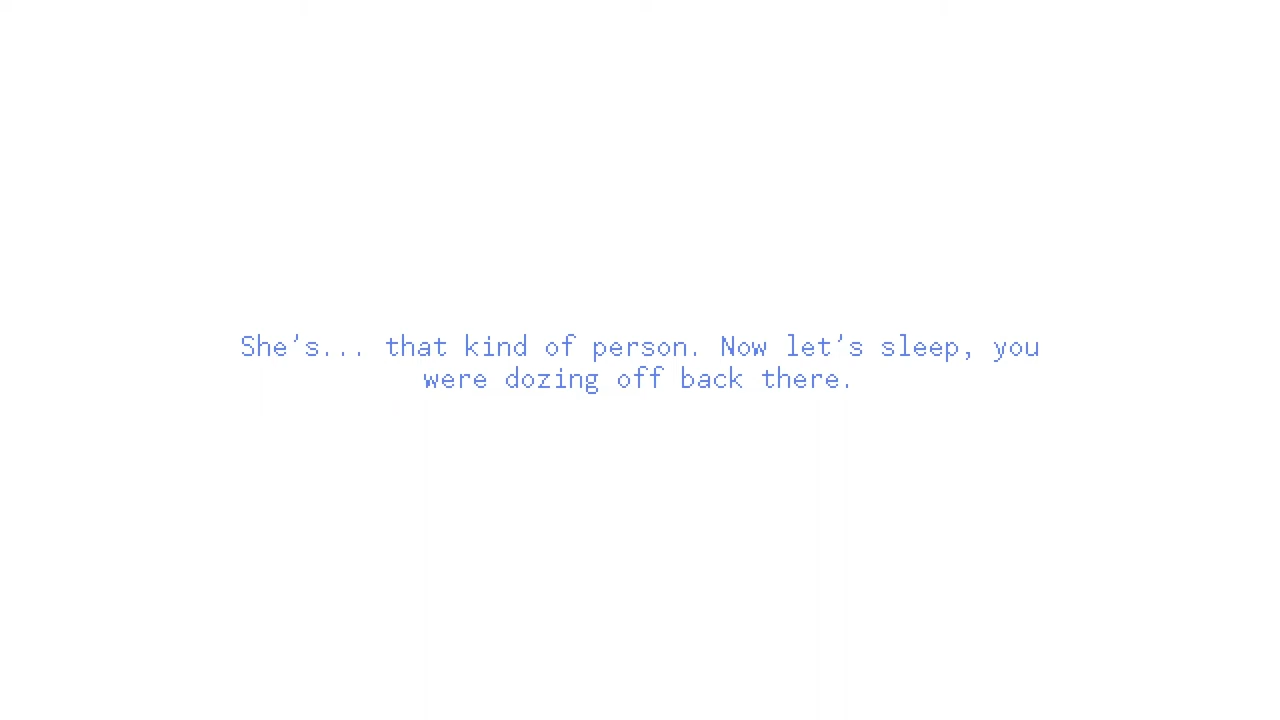 She's... that kind of person. Now let's sleep, you
were dozing off back there.